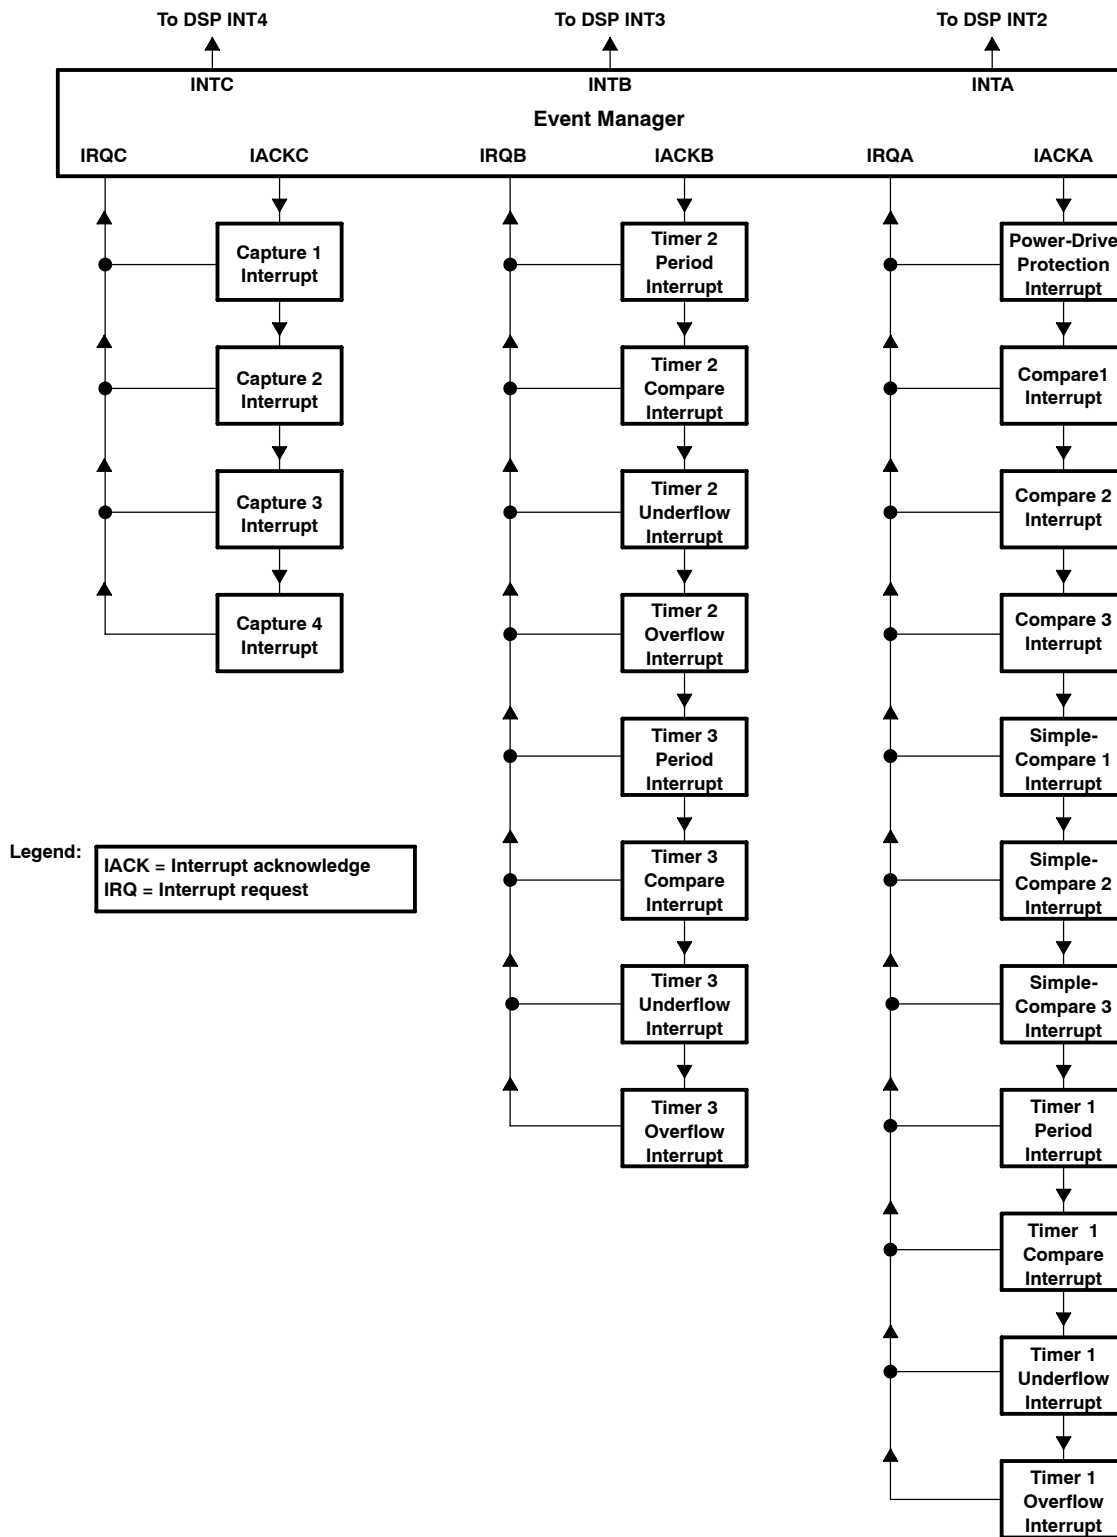 To DSP INT4
To DSP INT3
To DSP INT2
INTC
INTB
INTA
Event Manager
IRQC
IACKC
IRQB
IACKB
IRQA
IACKA
Capture 1
Interrupt
Capture 2
Interrupt
Capture 3
Interrupt
Capture 4
Interrupt
Timer 2
Period
Interrupt
Timer 2
Compare
Interrupt
Timer 2
Underflow
Interrupt
Timer 2
Overflow
Interrupt
Timer 3
Period
Interrupt
Timer 3
Compare
Interrupt
Timer 3
Underflow
Interrupt
Timer 3
Overflow
Interrupt
Power-Drive
Protection
Interrupt
Compare1
Interrupt
Compare 2
Interrupt
Compare 3
Interrupt
Simple-
Compare 1
Interrupt
Simple-
Compare 2
Interrupt
Simple-
Compare 3
Interrupt
Timer 1
Period
Interrupt
Timer 1
Compare
Interrupt
Timer 1
Underflow
Interrupt
Timer 1
Overflow
Interrupt
Legend:
IACK = Interrupt acknowledge
IRQ = Interrupt request